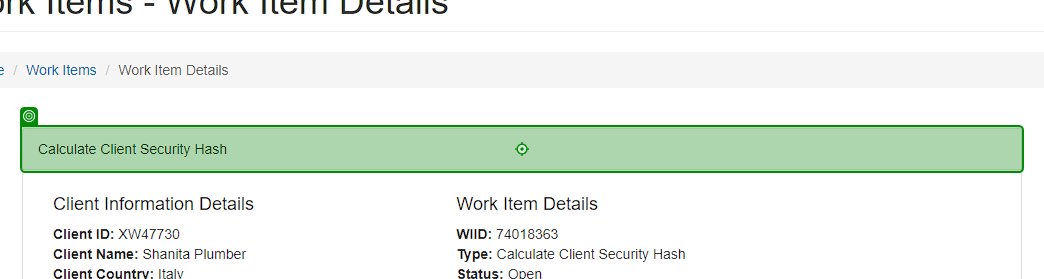 Items - Work Item Details
Work Items / Work Item Details
Calculate Client Security Hash
Client Information Details
Client ID: XW47730
Client Name: Shanita Plumber
Client Country: Italy
Work Item Details
WIID: 74018363
Type: Calculate Client Security Hash
Status: Open